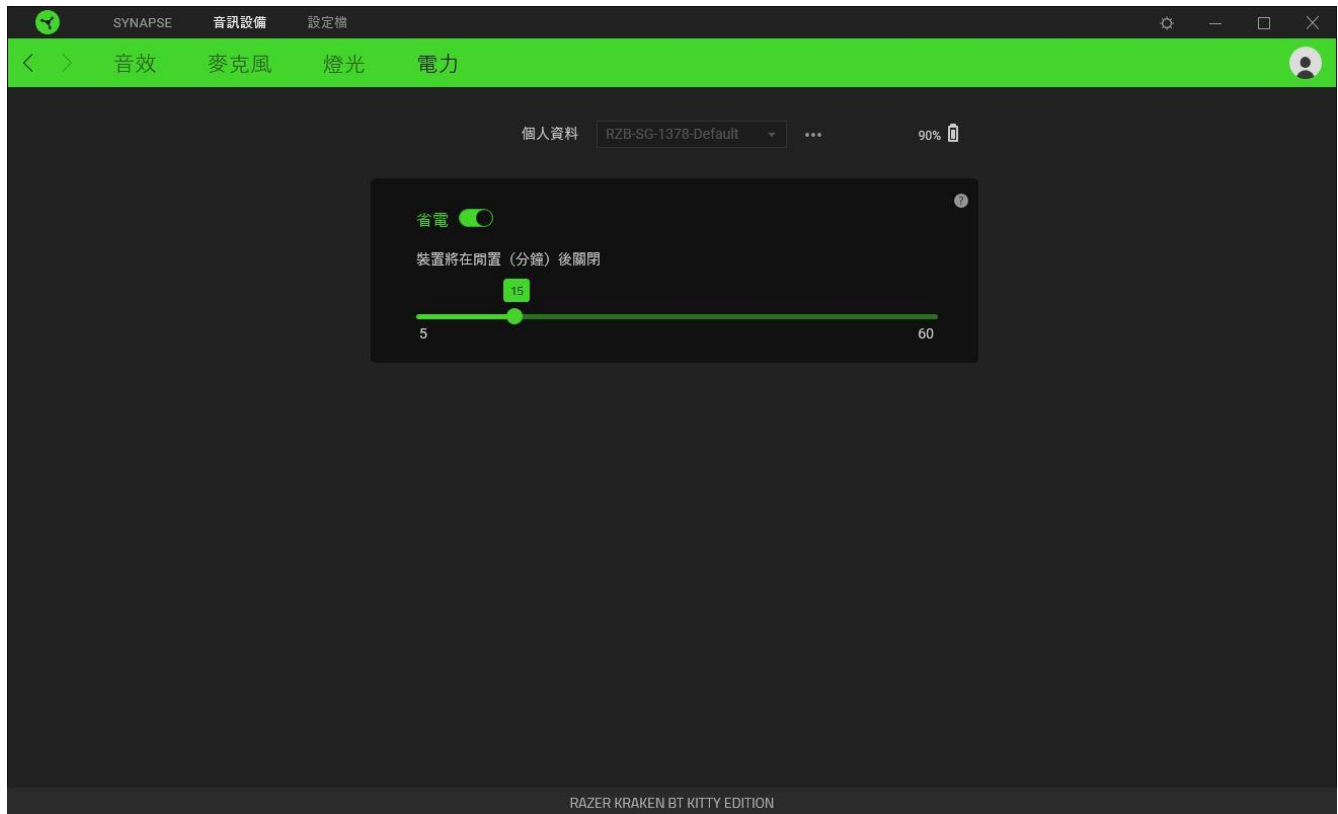 SYNAPSE 音訊設備 設定檔
音效 麥克風 燈光 電力
個人資料 RZB-SG-1378-Default ••• 90%
?
省電
裝置將在閒置（分鐘）後關閉
15
5 60
RAZER KRAKEN BT KITTY EDITION